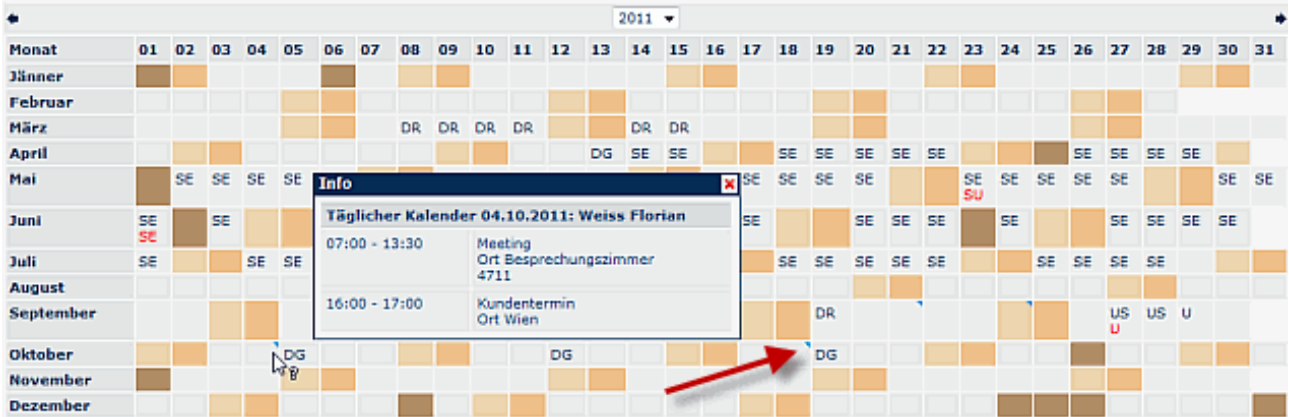 2011
Monat 01 02 03 04 05 06 07 08 09 10 11 12 13 14 15 16 17 18 19 20 21 22 23 24 25 26 27 28 29 30 31
Jänner
Februar
März DR DR DR DR DR DR
April DG SE SE SE SE SE SE SE SE SE SE SE
Mai SE SE SE SE SE SE SE SE SE SE SE SE SE SE SE
SU
Info
Täglicher Kalender 04.10.2011: Weiss Florian
07:00 - 13:30 Meeting
Ort Besprechungszimmer
4711
16:00 - 17:00 Kundentermin
Ort Wien
Juni SE SE SE SE SE SE SE SE SE SE SE
SE
Juli SE SE SE SE SE SE SE SE SE SE SE SE
August
September DR US US U
U
Oktober DG DG DG
November
Dezember